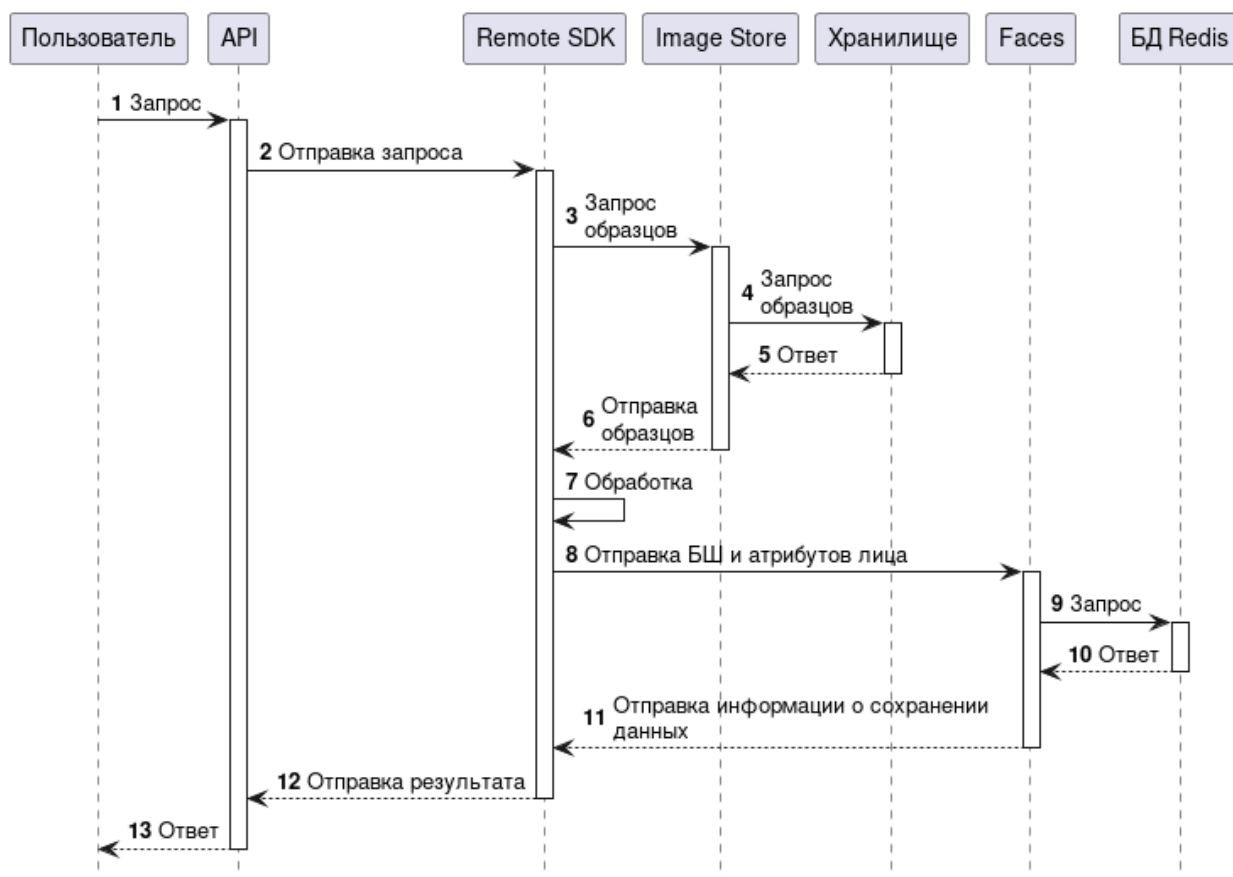 Пользователь
API
Remote SDK
Image Store
Хранилище
Faces
БД Redis
1 Запрос
2 Отправка запроса
3 Запрос
образцов
4 Запрос
образцов
5 Ответ
6 Отправка
образцов
7 Обработка
8 Отправка БШ и атрибутов лица
9 Запрос
10 Ответ
11 Отправка информации о сохранении
данных
12 Отправка результата
13 Ответ